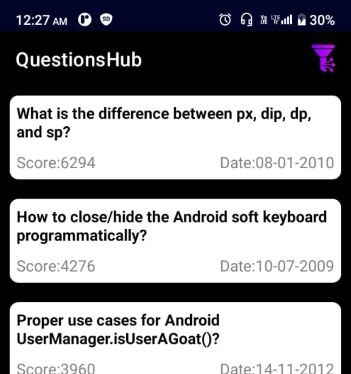 12:27 AM 30%
QuestionsHub
What is the difference between px, dip, dp,
and sp?
Score:6294 Date:08-01-2010
How to close/hide the Android soft keyboard
programmatically?
Score:4276 Date:10-07-2009
Proper use cases for Android
UserManager.isUserAGoat()?
Score:3960 Date:14-11-2012